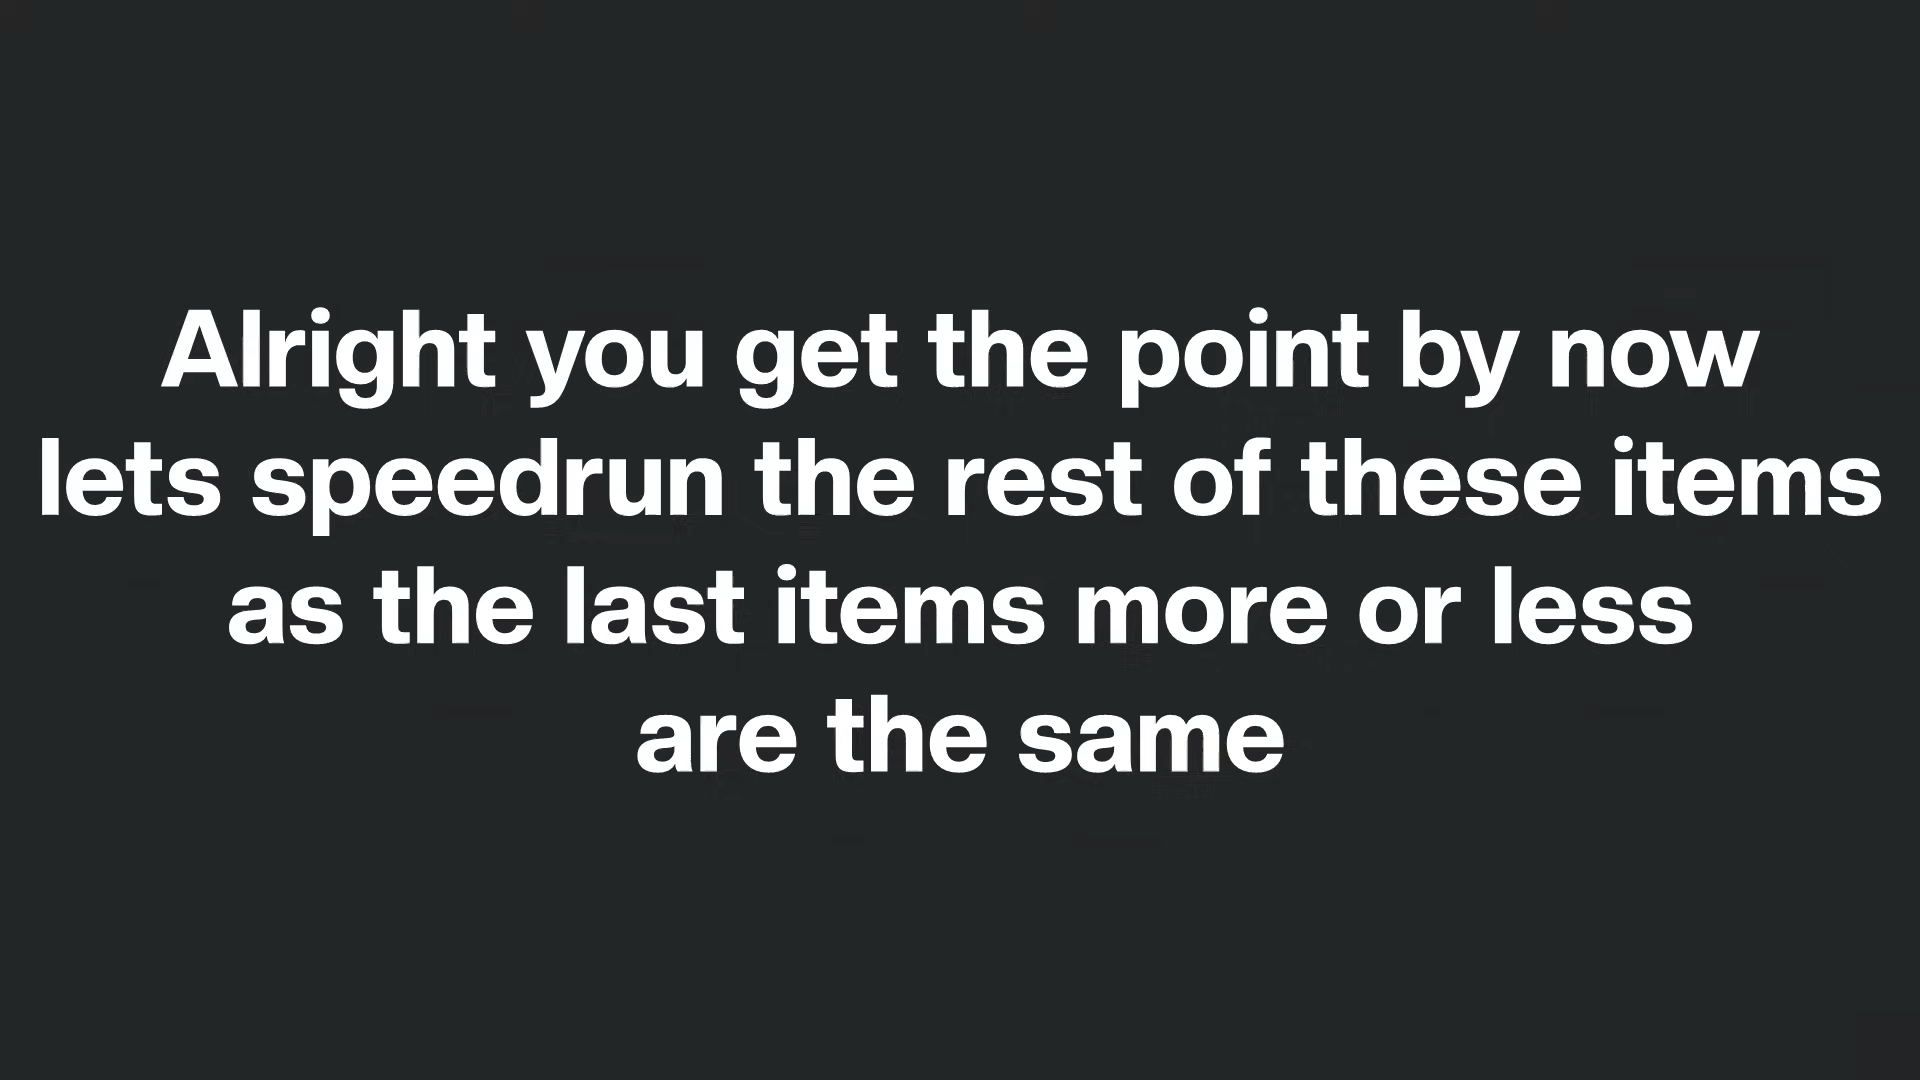 Alright you get the point by now
lets speedrun the rest of these items
as the last items more or less
are the same